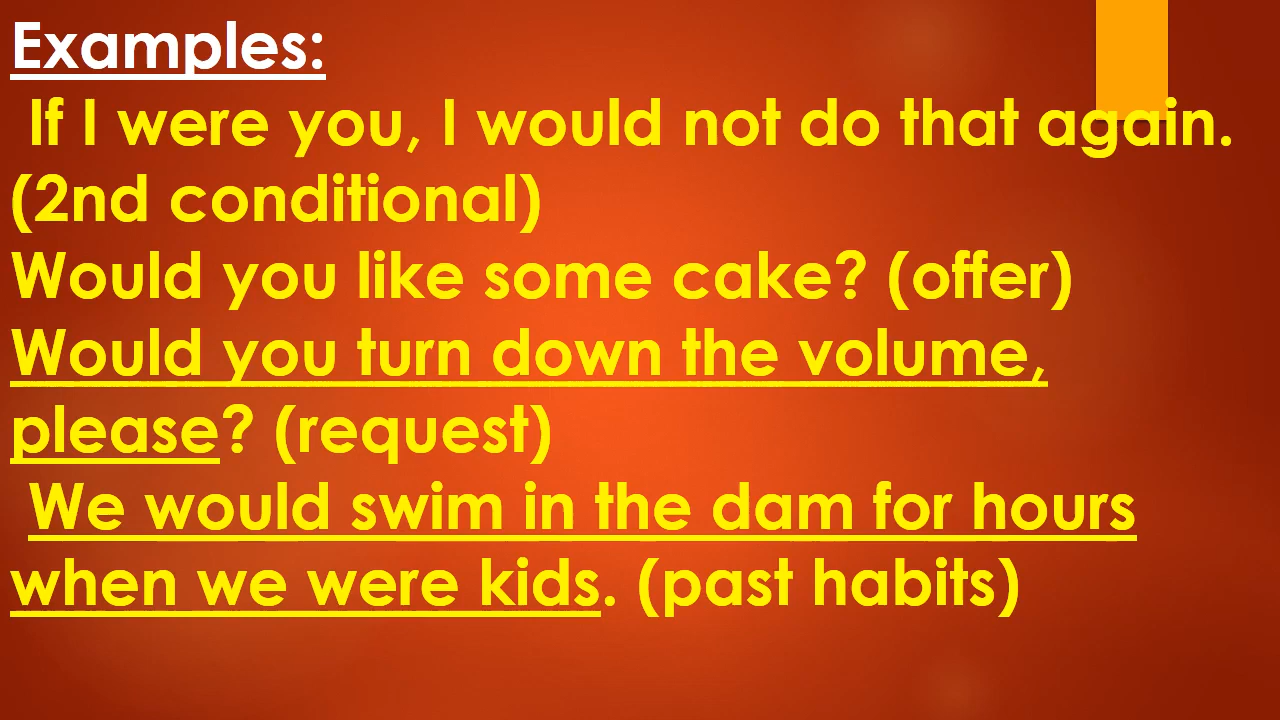 Examples:
If I were you, I would not do that again.
(2nd conditional)
Would you like some cake? (offer)
Would you turn down the volume,
please? (request)
We would swim in the dam for hours
when we were kids. (past habits)